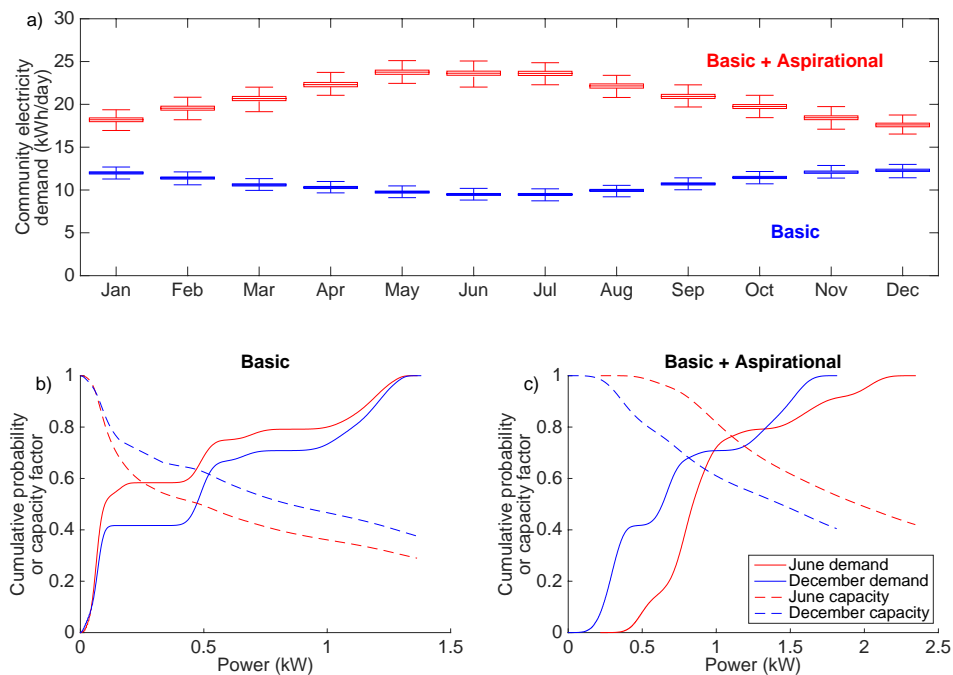 a)
Community electricity
demand (kWh/day)
30
25
20
15
10
5
0
Basic + Aspirational
Basic
Jan Feb Mar Apr May Jun Jul Aug Sep Oct Nov Dec
Basic
b)
Cumulative probability
or capacity factor
1
0.8
0.6
0.4
0.2
0
0 0.5 1 1.5
Power (kW)
Basic + Aspirational
c)
Cumulative probability
or capacity factor
1
0.8
0.6
0.4
0.2
0
June demand
December demand
June capacity
December capacity
0 0.5 1 1.5 2 2.5
Power (kW)